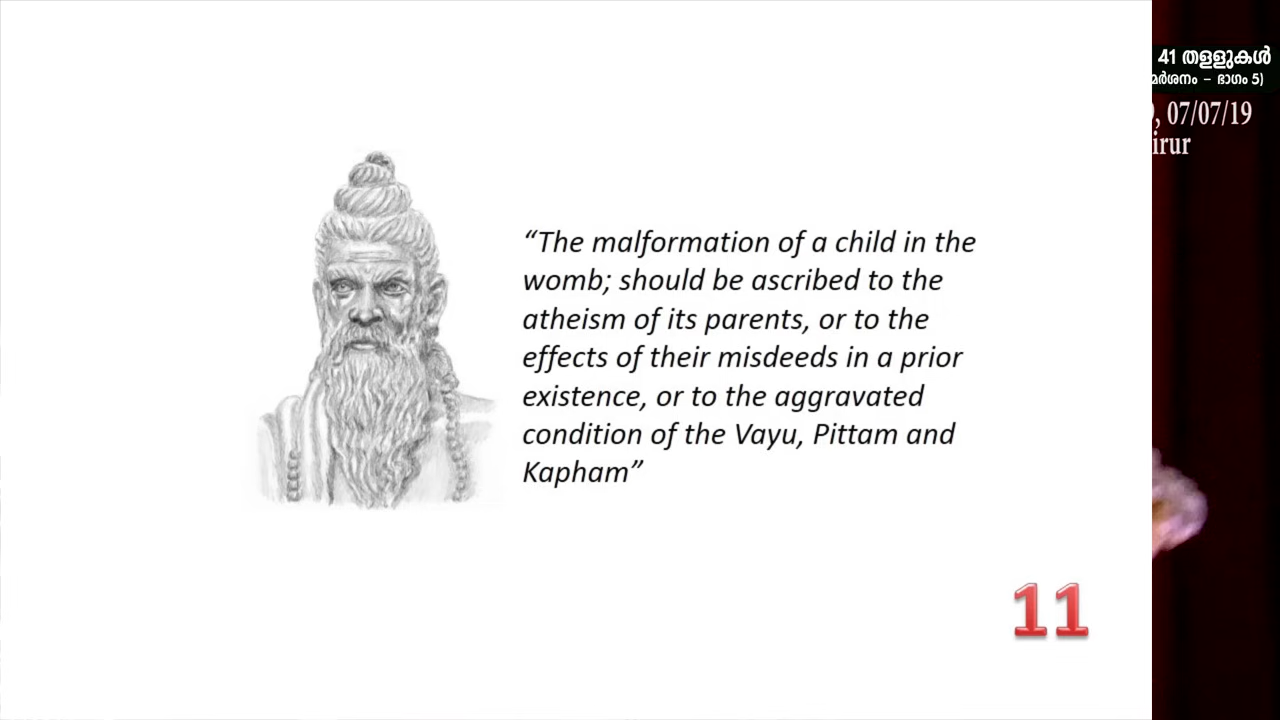 “The malformation of a child in the
womb; should be ascribed to the
atheism of its parents, or to the
effects of their misdeeds in a prior
existence, or to the aggravated
condition of the Vayu, Pittam and
Kapham”
11
41 തള്ളുകൾ
ഭാഗം 5)
07/07/19